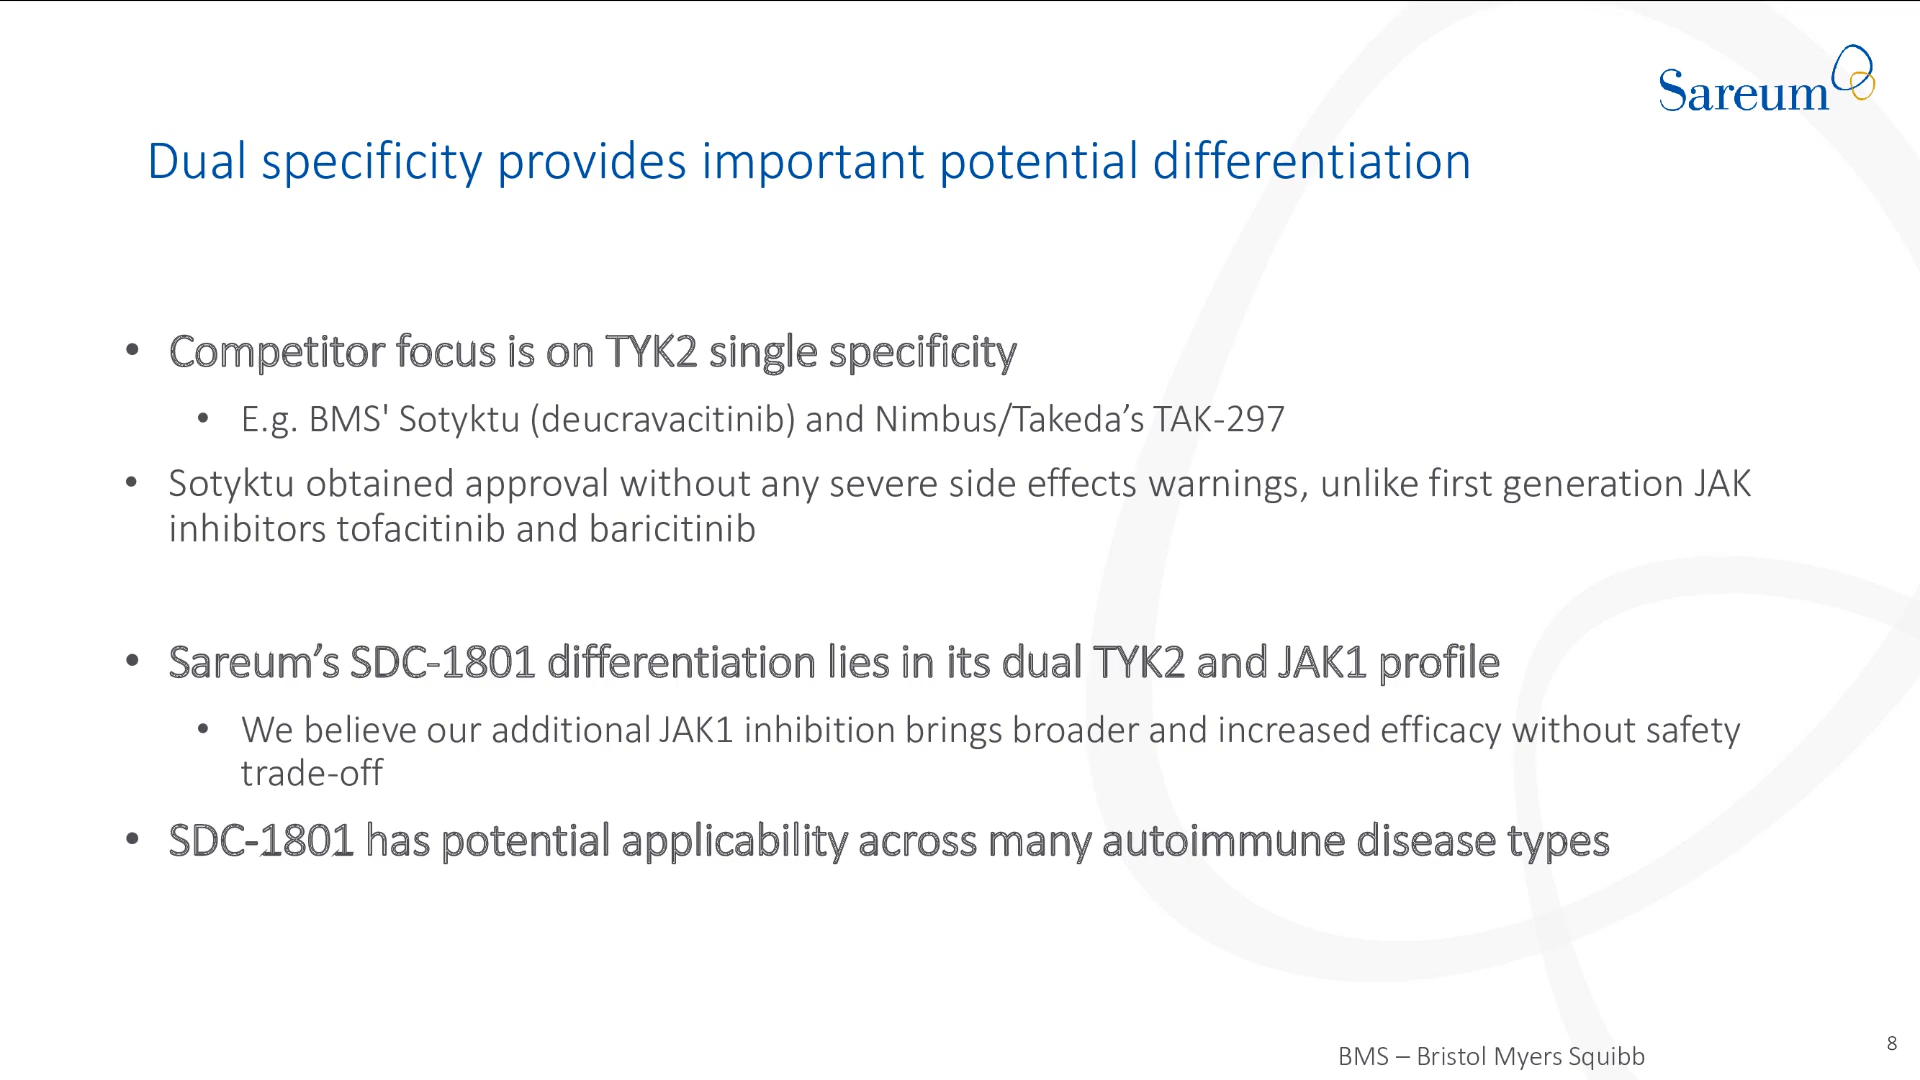 Sareum
Dual specificity provides important potential differentiation
• Competitor focus is on TYK2 single specificity
• E.g. BMS' Sotyktu (deucravacitinib) and Nimbus/Takeda’s TAK-297
• Sotyktu obtained approval without any severe side effects warnings, unlike first generation JAK
inhibitors tofacitinib and baricitinib
• Sareum’s SDC-1801 differentiation lies in its dual TYK2 and JAK1 profile
• We believe our additional JAK1 inhibition brings broader and increased efficacy without safety
trade-off
• SDC-1801 has potential applicability across many autoimmune disease types
BMS – Bristol Myers Squibb
8